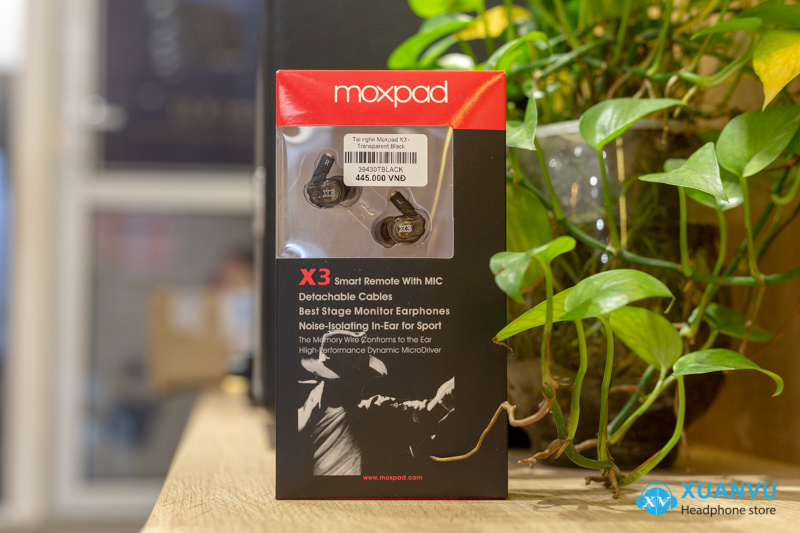 moxpad
Tai nghe Moxpad X3 -
Transparent Black
39430TBLACK
445.000 VNĐ
X3
X3
X3 Smart Remote With MIC
Detachable Cables
Best Stage Monitor Earphones
Noise-Isolating In-Ear for Sport
The Memory Wire Confroms to the Ear
High-Performance Dynamic MicroDriver
www.moxpad.com
XV XUANVU
Headphone store